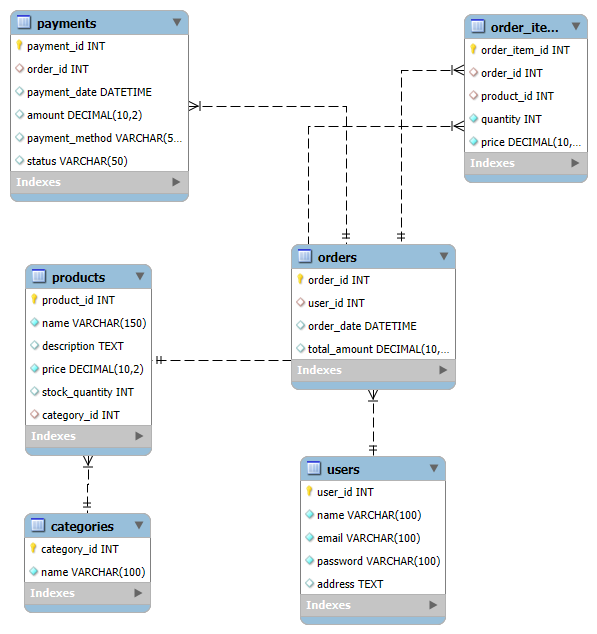 payments
payment_id INT
order_id INT
payment_date DATETIME
amount DECIMAL(10,2)
payment_method VARCHAR(5...
status VARCHAR(50)
Indexes
order_ite...
order_item_id INT
order_id INT
product_id INT
quantity INT
price DECIMAL(10,...
Indexes
orders
order_id INT
user_id INT
order_date DATETIME
total_amount DECIMAL(10,...
Indexes
products
product_id INT
name VARCHAR(150)
description TEXT
price DECIMAL(10,2)
stock_quantity INT
category_id INT
Indexes
users
user_id INT
name VARCHAR(100)
email VARCHAR(100)
password VARCHAR(100)
address TEXT
Indexes
categories
category_id INT
name VARCHAR(100)
Indexes